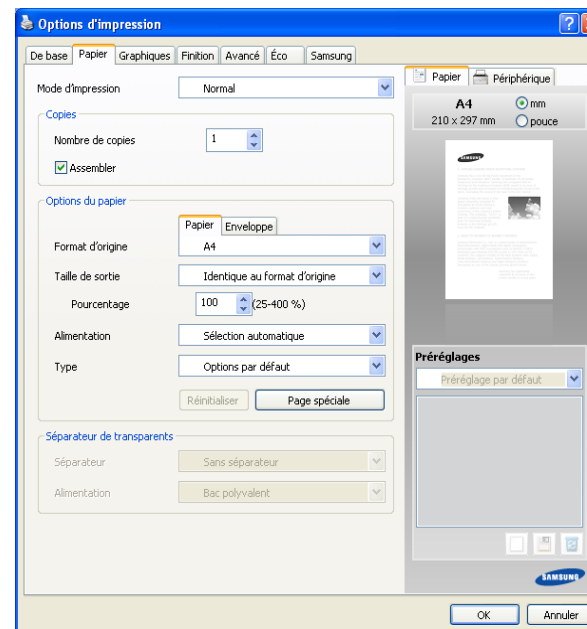 Options d'impression
De base Papier Graphiques Finition Avancé Éco Samsung
Mode d'impression Normal
Copies
Nombre de copies 1
Assembler
Options du papier
Papier Enveloppe
Format d'origine A4
Taille de sortie Identique au format d'origine
Pourcentage 100 (25-400 %)
Alimentation Sélection automatique
Type Options par défaut
Réinitialiser Page spéciale
Séparateur de transparents
Séparateur Sans séparateur
Alimentation Bac polyvalent
Papier Périphérique
A4 mm
210 x 297 mm pouce
SAMSUNG
Préréglages
Préréglage par défaut
SAMSUNG
OK Annuler